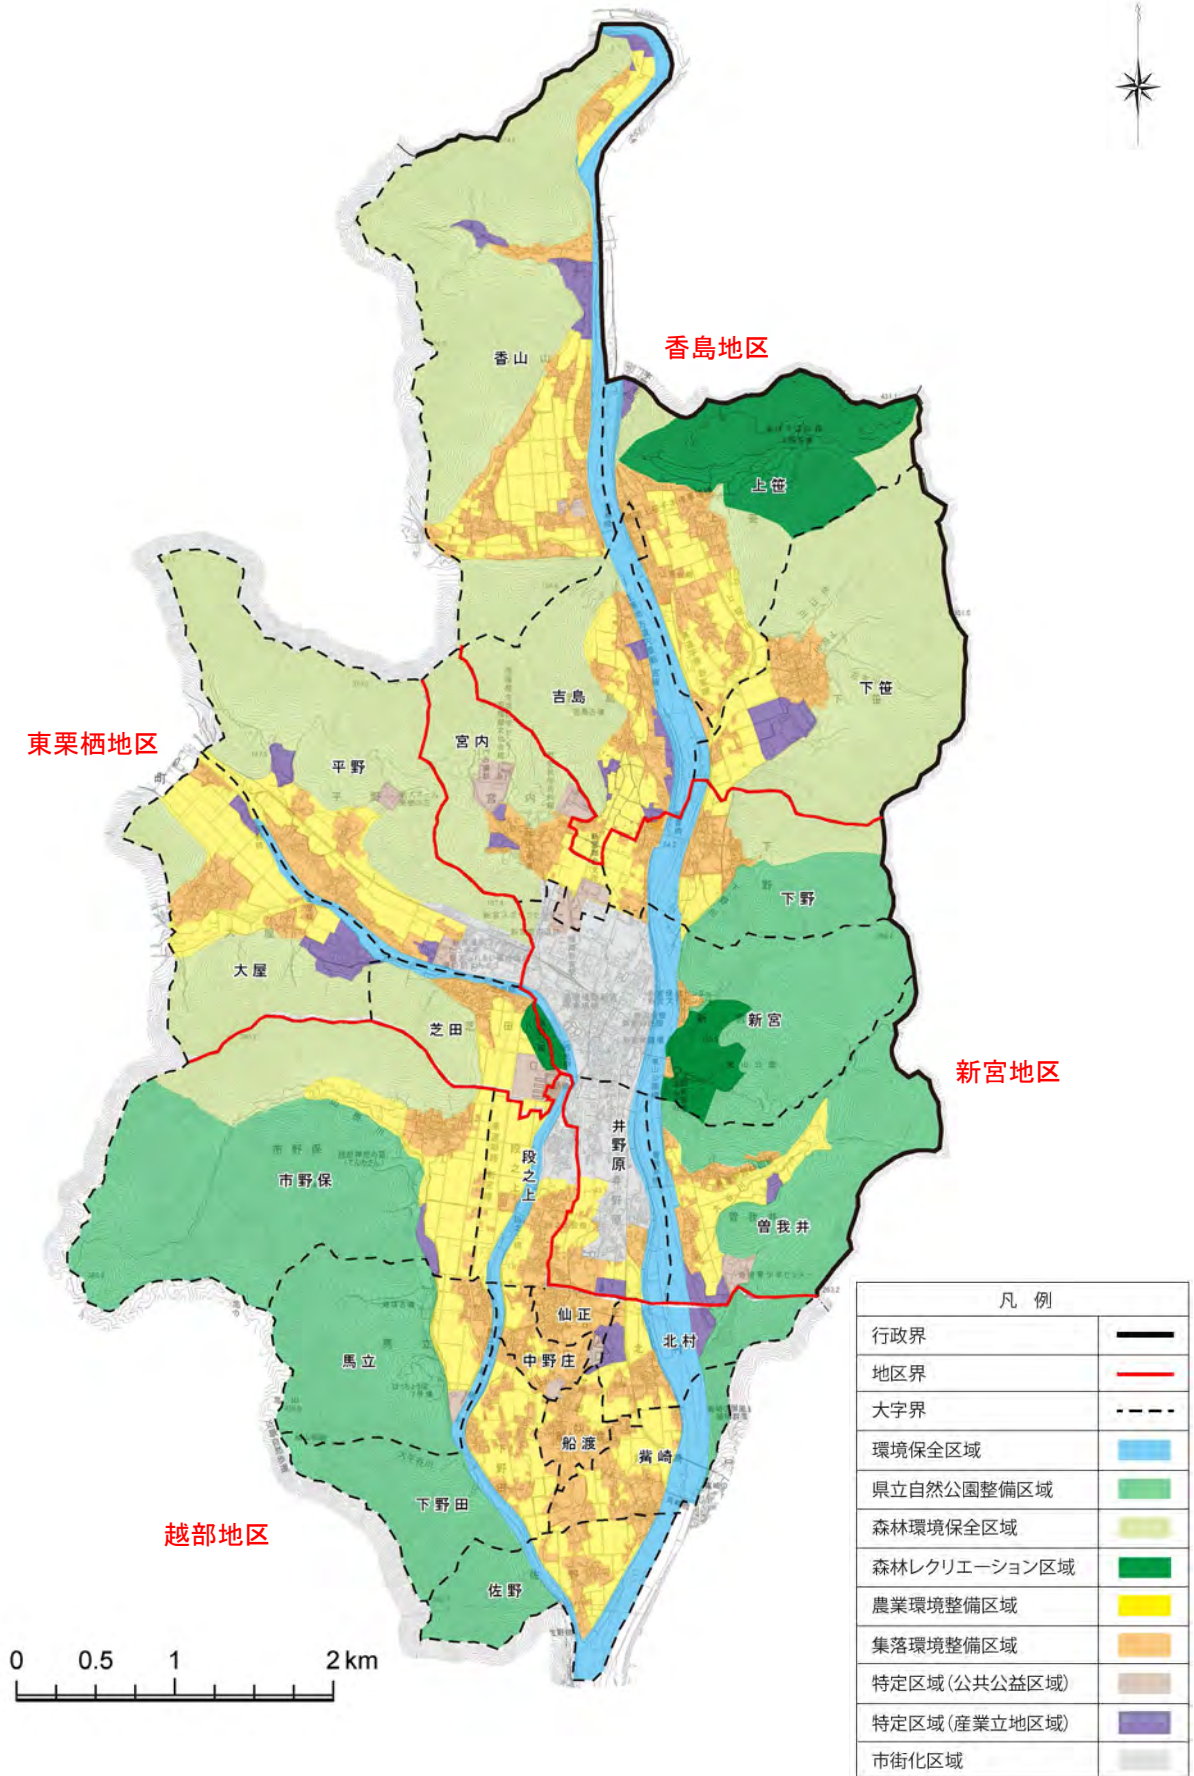 香島地区
香山
上笹
吉島
下笹
宮内
東栗栖地区
平野
下野
大屋
芝田
新宮
新宮地区
井野原
段之上
市野保
曽我井
仙正
北村
馬立
中野庄
船渡
觜崎
下野田
越部地区
佐野
0 0.5 1 2 km
凡 例
行政界
地区界
大字界
環境保全区域
県立自然公園整備区域
森林環境保全区域
森林レクリエーション区域
農業環境整備区域
集落環境整備区域
特定区域(公共公益区域)
特定区域(産業立地区域)
市街化区域